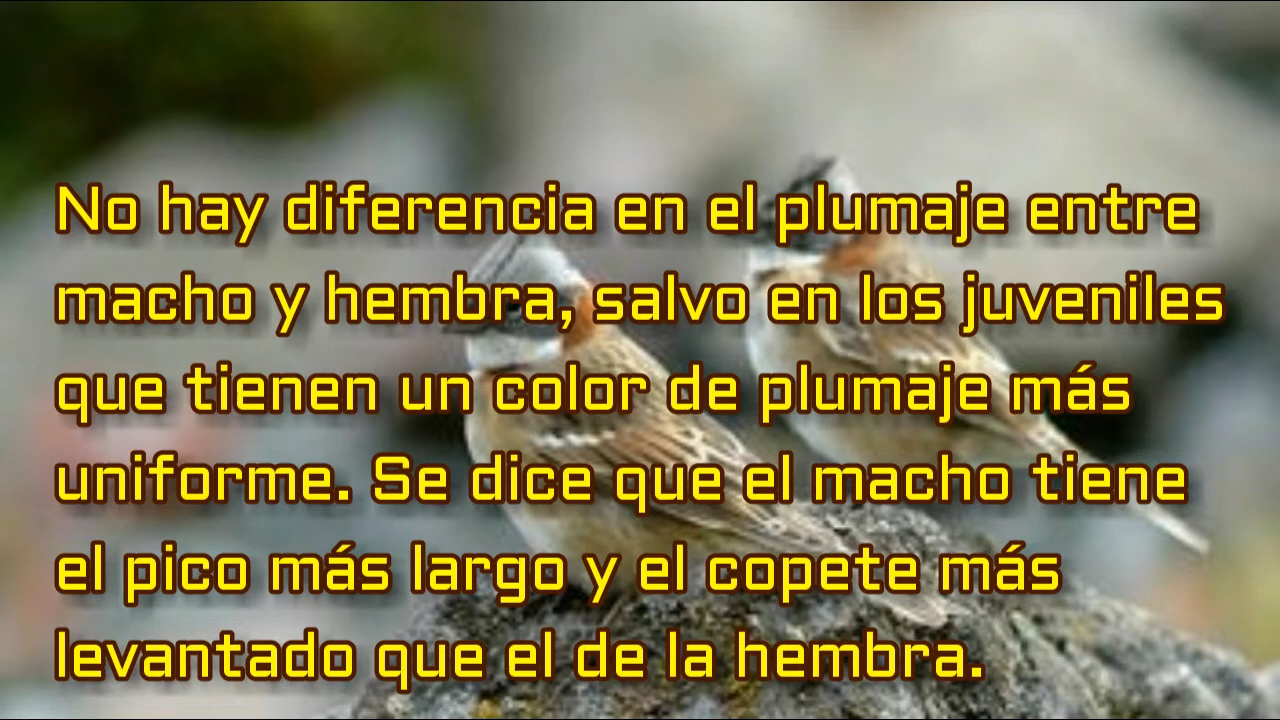 No hay diferencia en el plumaje entre
macho y hembra, salvo en los juveniles
que tienen un color de plumaje más
uniforme. Se dice que el macho tiene
el pico más largo y el copete más
levantado que el de la hembra.